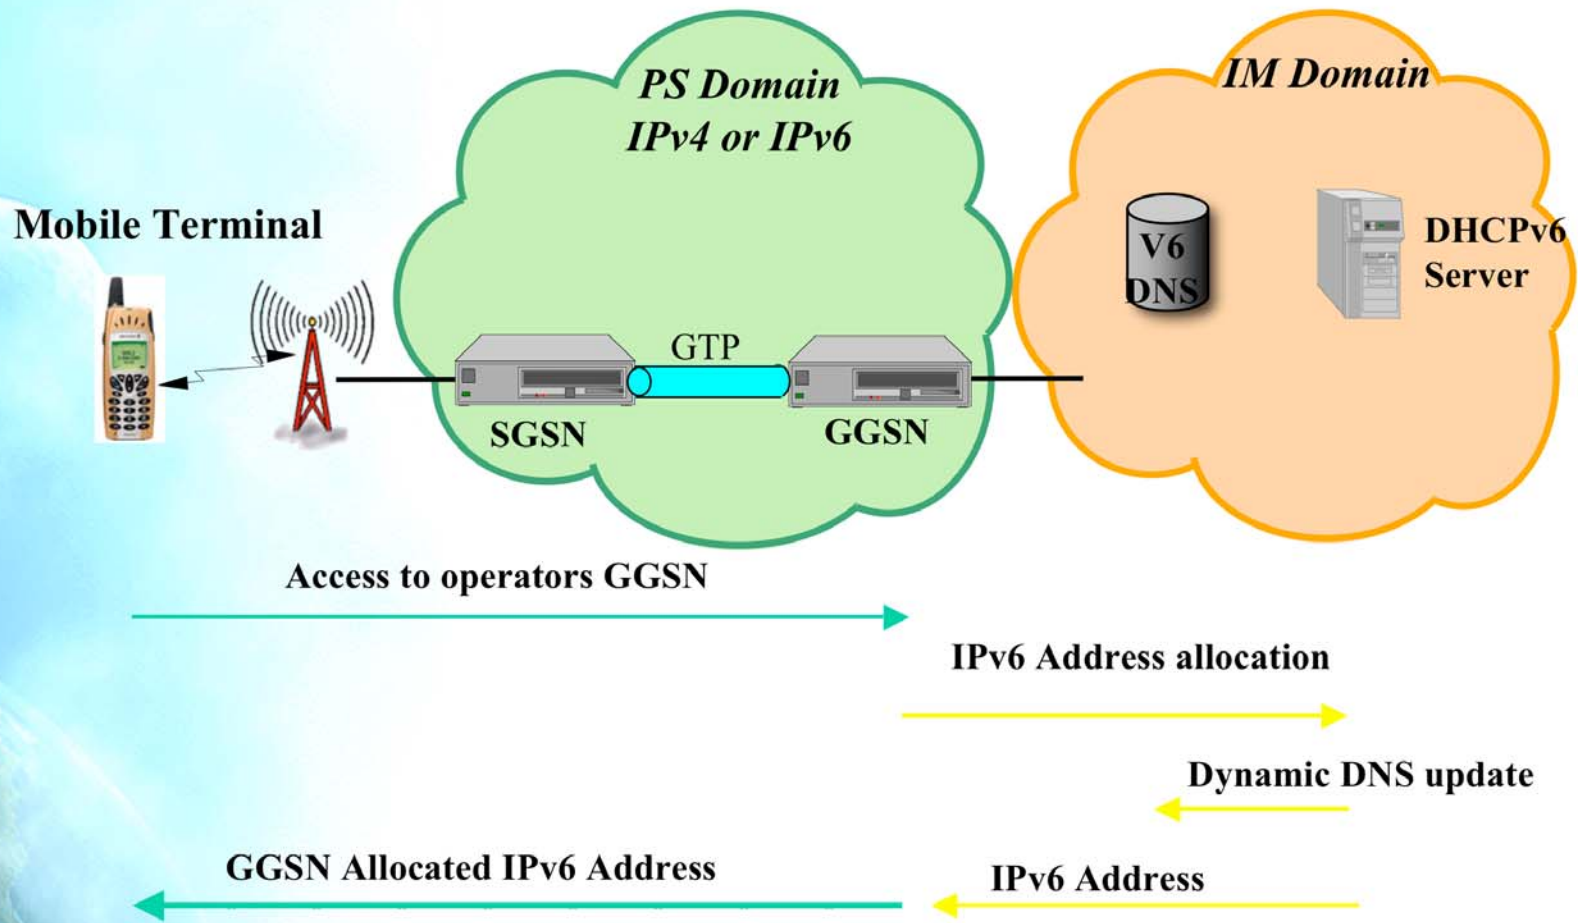 PS Domain
IPv4 or IPv6
IM Domain
Mobile Terminal
V6
DNS
DHCPv6
Server
GTP
SGSN
GGSN
Access to operators GGSN
IPv6 Address allocation
Dynamic DNS update
GGSN Allocated IPv6 Address
IPv6 Address